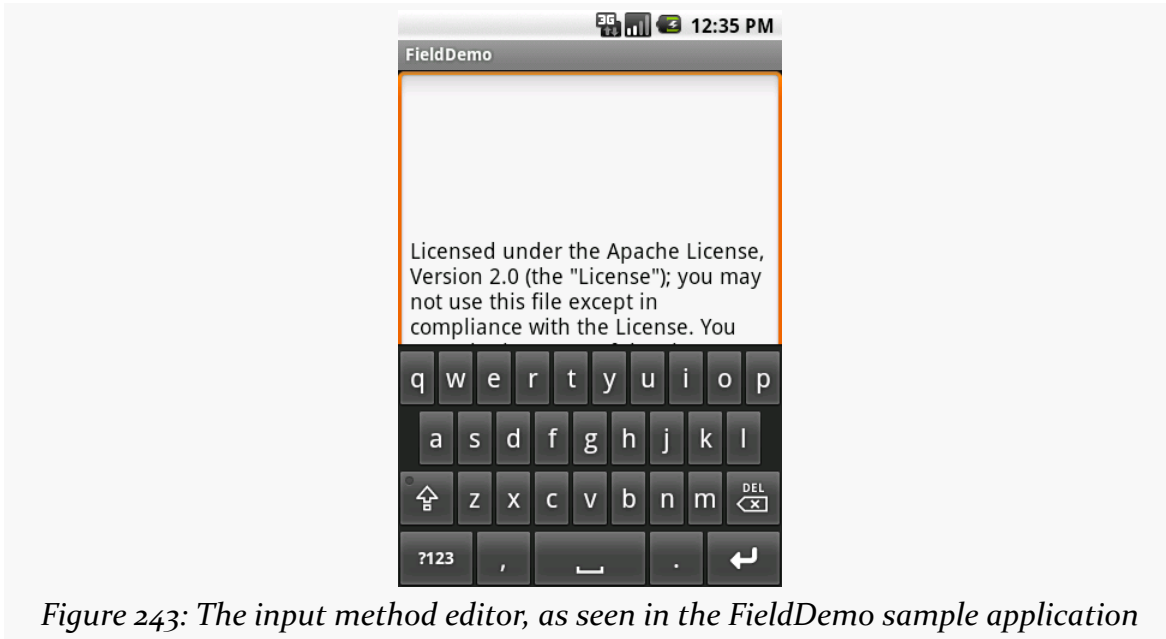 3G 12:35 PM
FieldDemo
Licensed under the Apache License,
Version 2.0 (the "License"); you may
not use this file except in
compliance with the License. You
q w e r t y u i o p
a s d f g h j k l
z x c v b n m DEL
?123 , .
Figure 243: The input method editor, as seen in the FieldDemo sample application